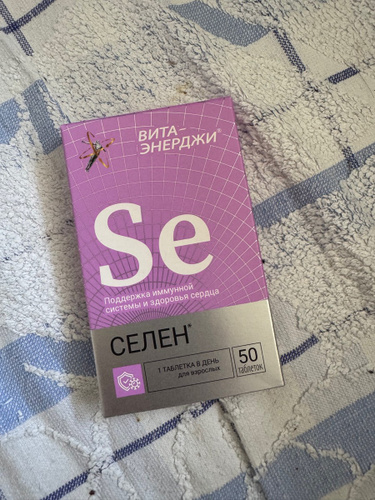 ВИТА-
ЭНЕРДЖИ®
Se
Поддержка иммунной
системы и здоровья сердца
СЕЛЕН*
1 ТАБЛЕТКА В ДЕНЬ
для взрослых
50
таблеток